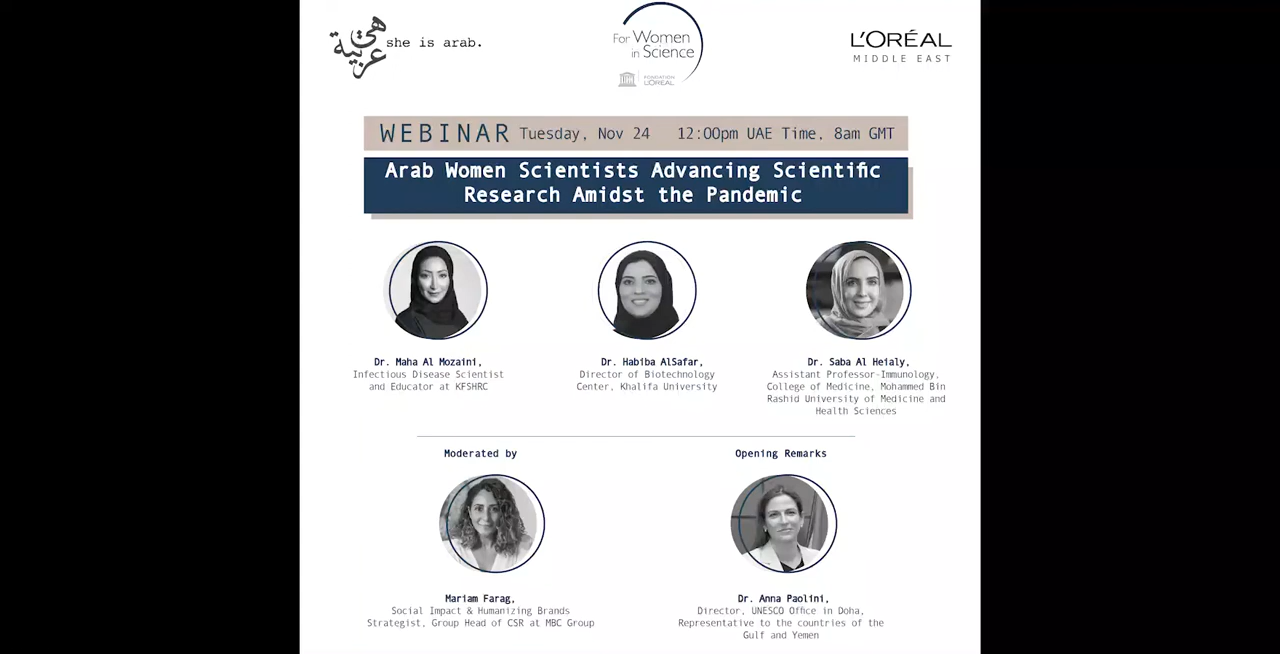 هي
عربية
she is arab.
For Women
in Science
FONDATION
L'ORÉAL
L'ORÉAL
MIDDLE EAST
WEBINAR Tuesday, Nov 24 12:00pm UAE Time, 8am GMT
Arab Women Scientists Advancing Scientific
Research Amidst the Pandemic
Dr. Maha Al Mozaini,
Infectious Disease Scientist
and Educator at KFSHRC
Dr. Habiba AlSafar,
Director of Biotechnology
Center, Khalifa University
Dr. Saba Al Heialy,
Assistant Professor-Immunology,
College of Medicine, Mohammed Bin
Rashid University of Medicine and
Health Sciences
Moderated by
Mariam Farag,
Social Impact & Humanizing Brands
Strategist, Group Head of CSR at MBC Group
Opening Remarks
Dr. Anna Paolini,
Director, UNESCO Office in Doha,
Representative to the countries of the
Gulf and Yemen